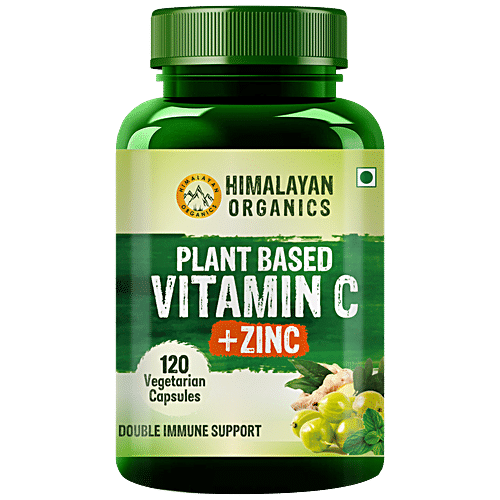 HIMALAYAN
ORGANICS
HIMALAYAN
ORGANICS
PLANT BASED
VITAMIN C
+ZINC
120
Vegetarian
Capsules
DOUBLE IMMUNE SUPPORT